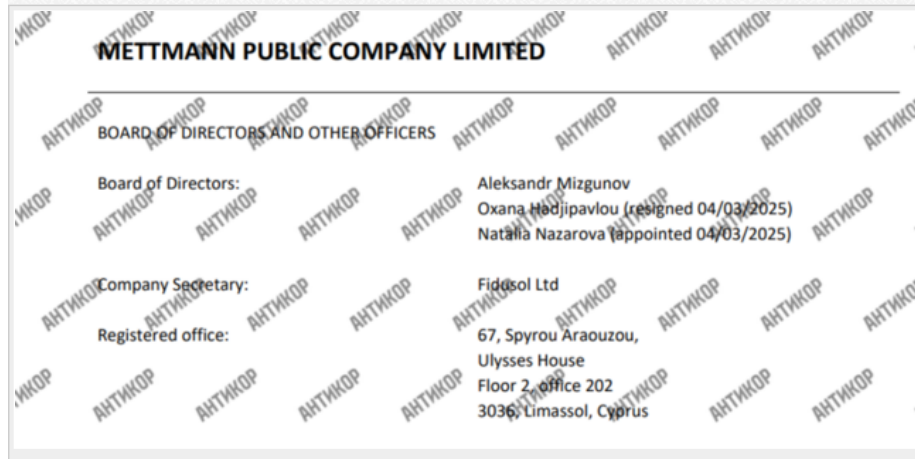 METTMANN PUBLIC COMPANY LIMITED
BOARD OF DIRECTORS AND OTHER OFFICERS
Board of Directors:
Aleksandr Mizgunov
Oxana Hadjipavlou (resigned 04/03/2025)
Natalia Nazarova (appointed 04/03/2025)
Company Secretary:
Fidusol Ltd
Registered office:
67, Spyrou Araouzou,
Ulysses House
Floor 2, office 202
3036, Limassol, Cyprus
АНТИКОР